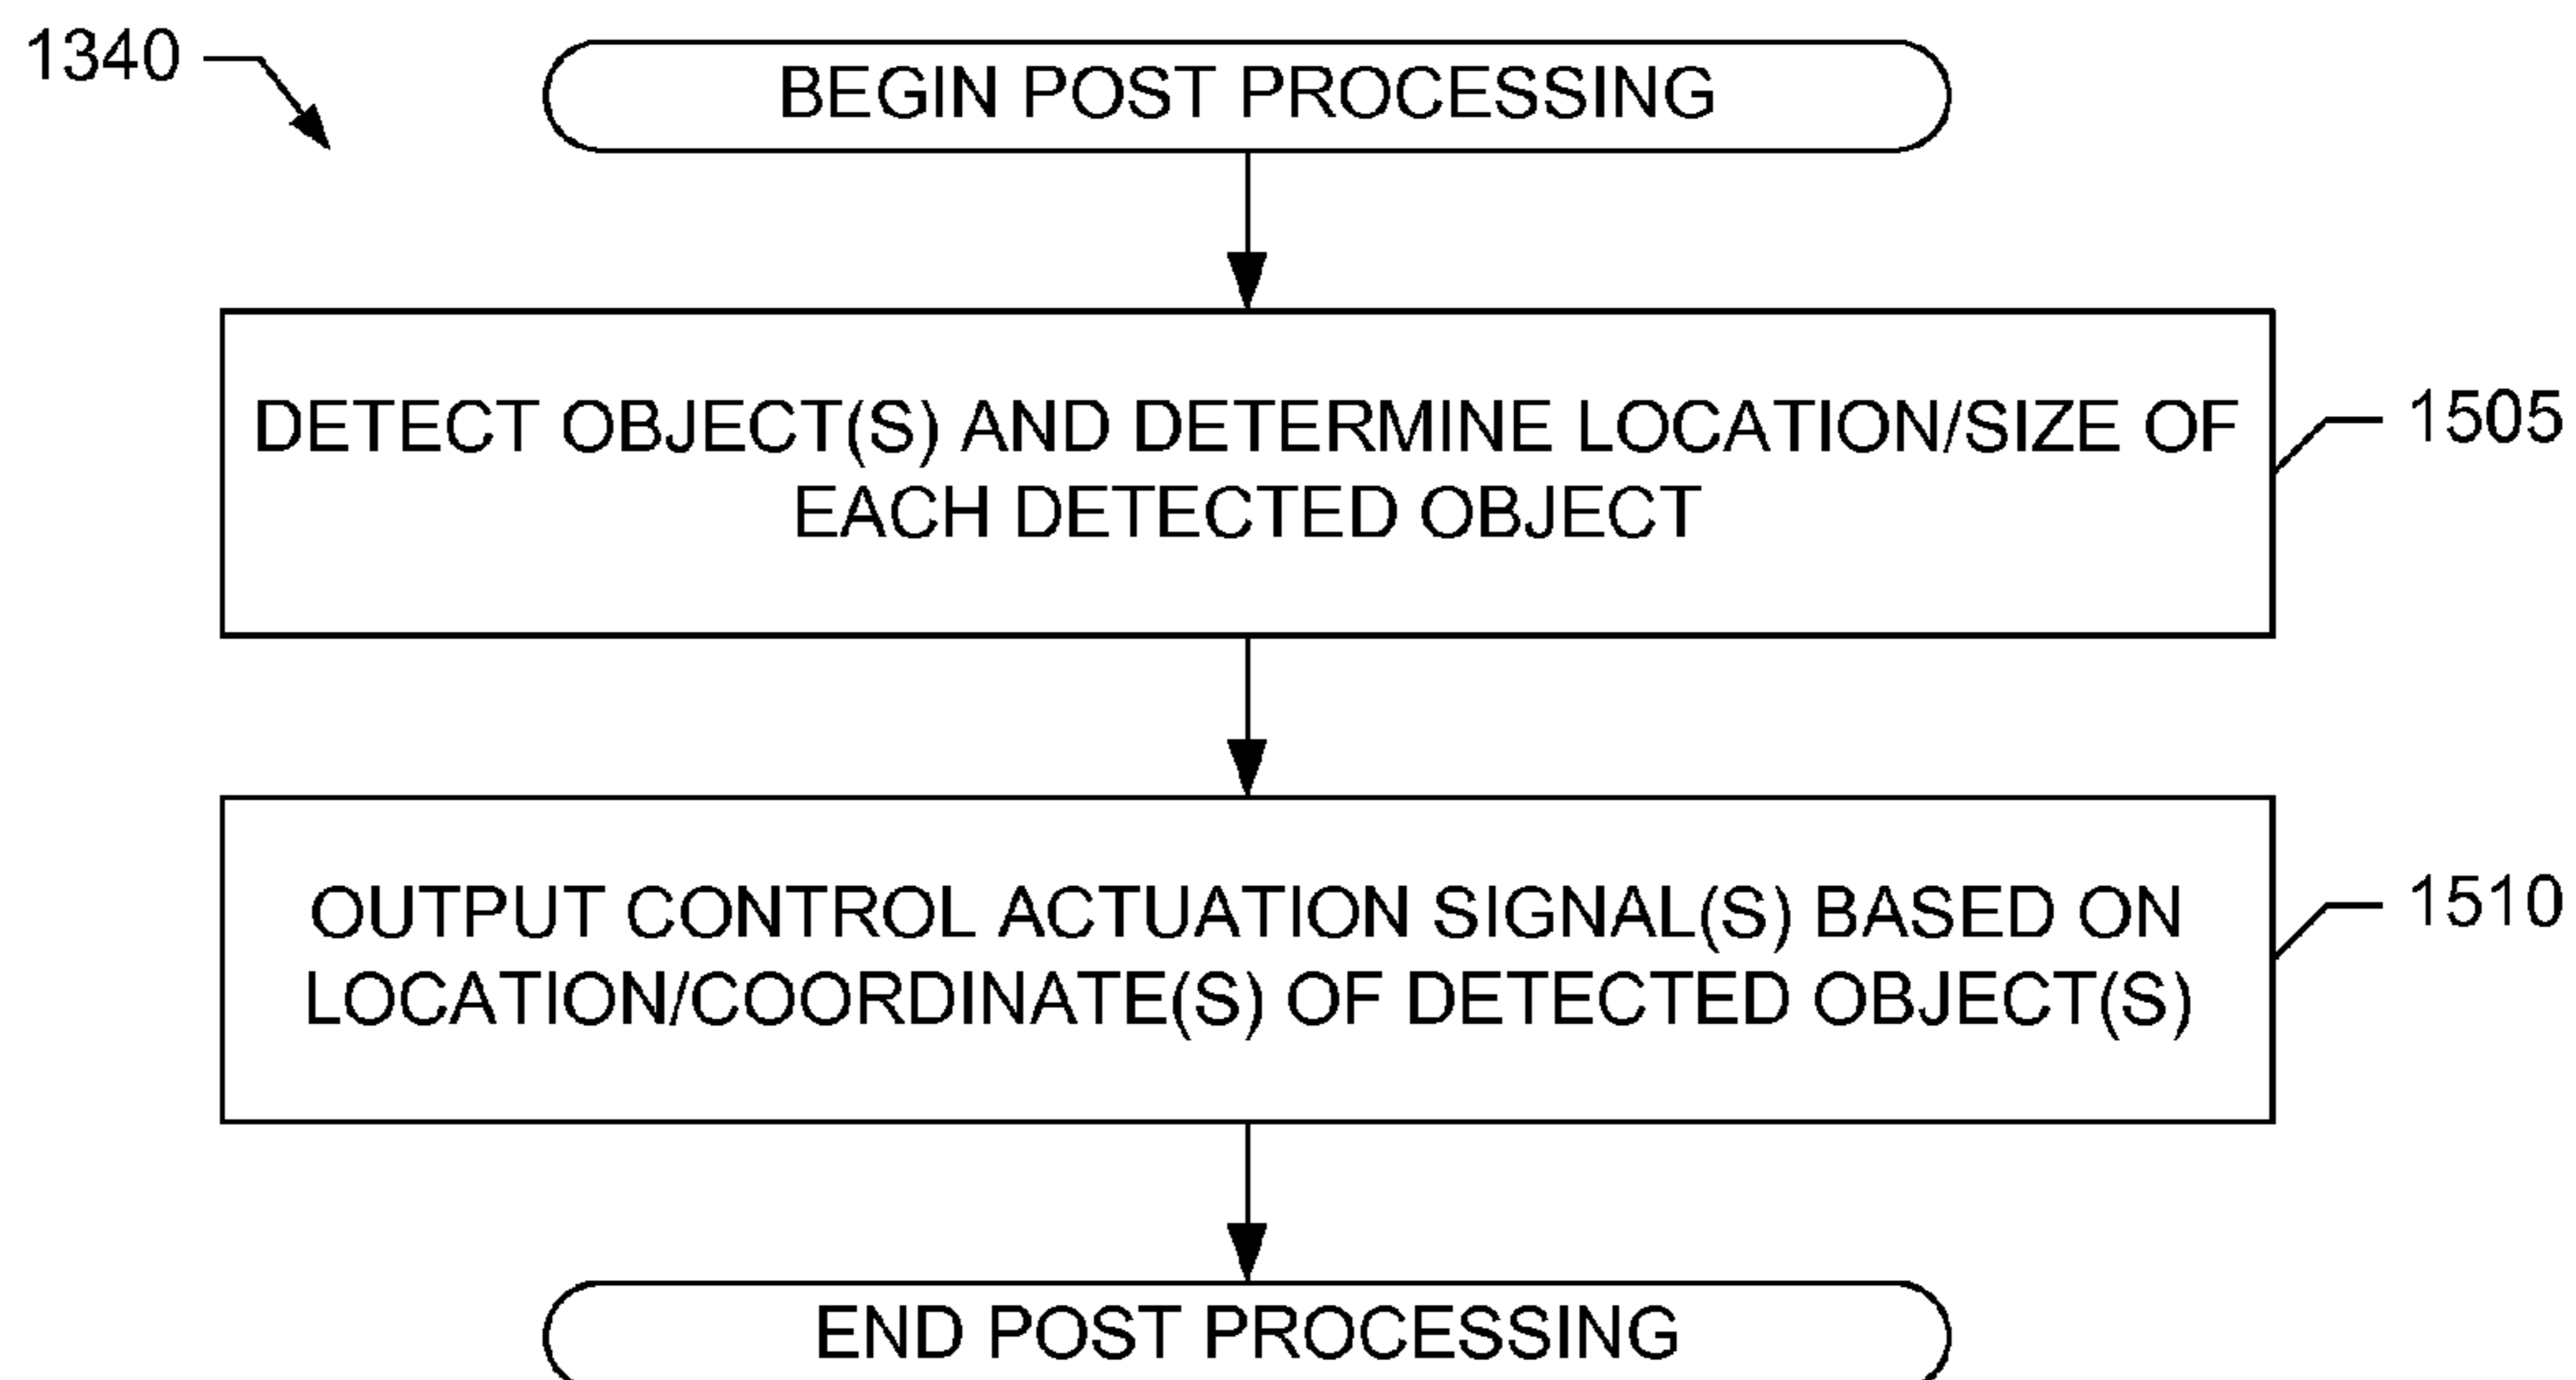 1340
BEGIN POST PROCESSING
DETECT OBJECT(S) AND DETERMINE LOCATION/SIZE OF
EACH DETECTED OBJECT
1505
OUTPUT CONTROL ACTUATION SIGNAL(S) BASED ON
LOCATION/COORDINATE(S) OF DETECTED OBJECT(S)
1510
END POST PROCESSING